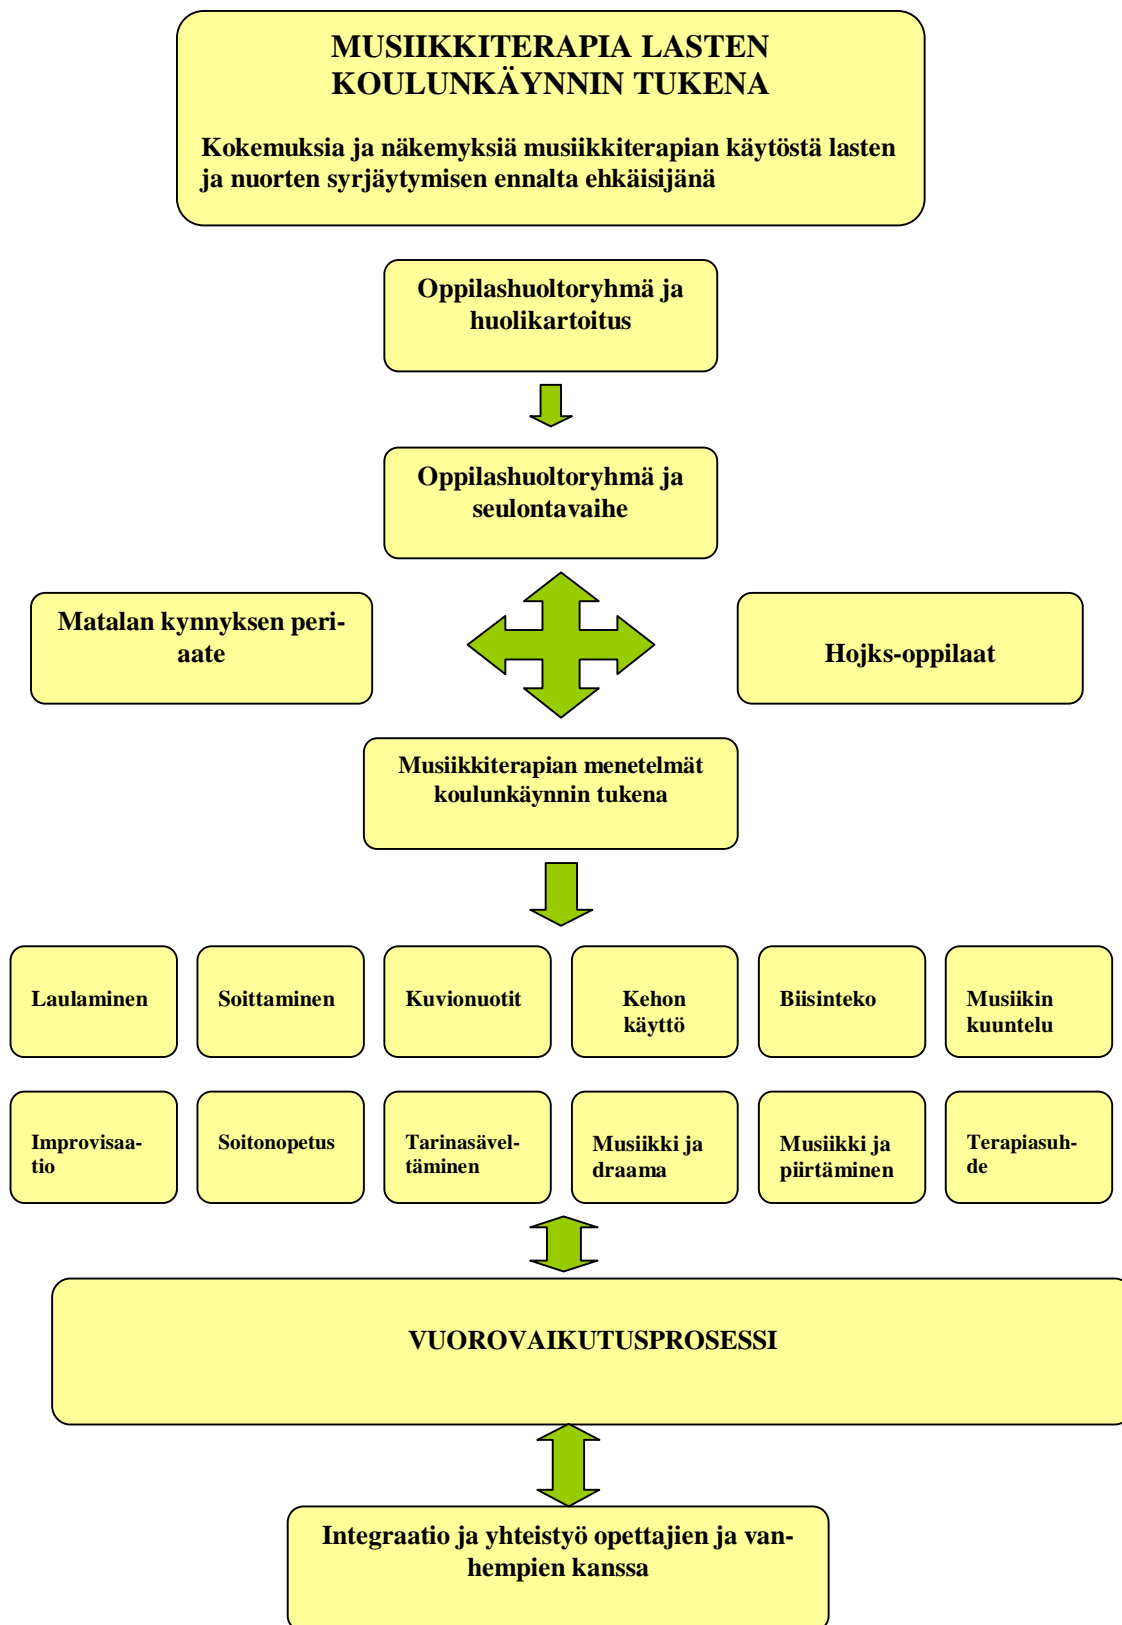 MUSIIKKITERAPIA LASTEN
KOULUNKÄYNNIN TUKENA
Kokemuksia ja näkemyksiä musiikkiterapian käytöstä lasten
ja nuorten syrjäytymisen ennalta ehkäisijänä
Oppilashuoltoryhmä ja
huolikartoitus
Oppilashuoltoryhmä ja
seulontavaihe
Matalan kynnyksen peri-
aate
Hojks-oppilaat
Musiikkiterapian menetelmät
koulunkäynnin tukena
Laulaminen
Soittaminen
Kuvionuotit
Kehon
käyttö
Biisinteko
Musiikin
kuuntelu
Improvisaa-
tio
Soitonopetus
Tarinasävel-
täminen
Musiikki ja
draama
Musiikki ja
piirtäminen
Terapiasuh-
de
VUOROVAIKUTUSPROSESSI
Integraatio ja yhteistyö opettajien ja van-
hempien kanssa